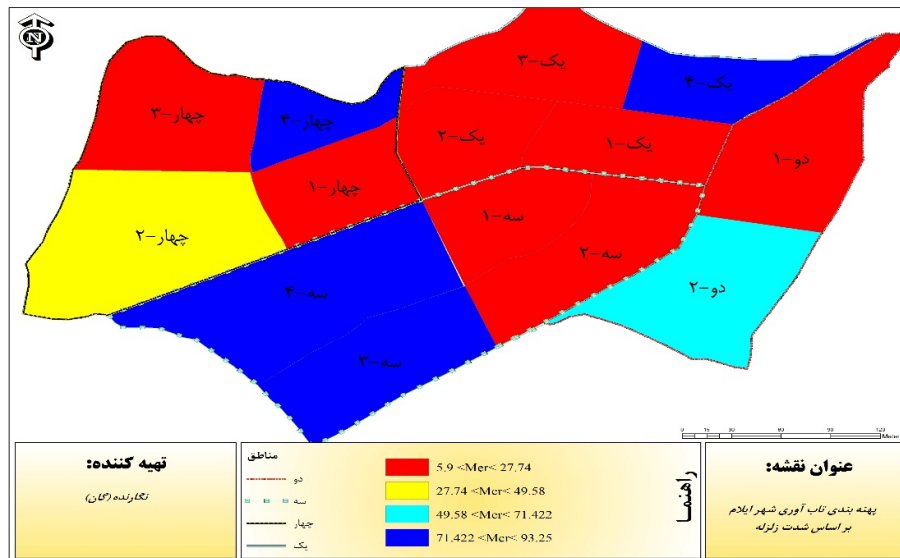 N
یک-۳
یک-۴
چهار-۳
چهار-۴
یک-۲
یک-۱
دو-۱
چهار-۱
سه-۱
چهار-۲
سه-۲
سه-۴
دو-۲
سه-۳
تهیه کننده:
نگارنده(گان)
مناطق
دو
سه
چهار
یک
راهنما
5.9 <Mer< 27.74
27.74 <Mer< 49.58
49.58 <Mer< 71.422
71.422 <Mer< 93.25
عنوان نقشه:
پهنه بندی تاب آوری شهر ایلام
بر اساس شدت زلزله